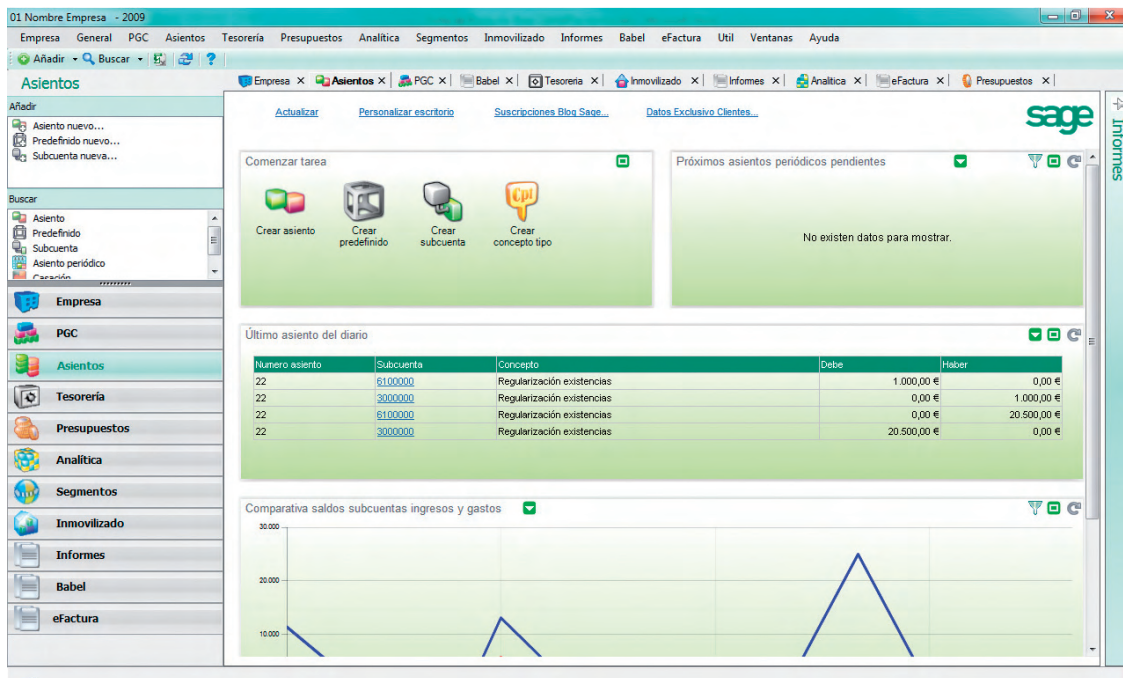 01 Nombre Empresa - 2009
Empresa General PGC Asientos Tesorería Presupuestos Analítica Segmentos Inmovilizado Informes Babel eFactura Util Ventanas Ayuda
Añadir Buscar
Asientos
Empresa Asientos PGC Babel Tesoreria Inmovilizado Informes Analitica eFactura Presupuestos
Añadir
Asiento nuevo...
Predefinido nuevo...
Subcuenta nueva...
Buscar
Asiento
Predefinido
Subcuenta
Asiento periódico
Casación
Empresa
PGC
Asientos
Tesorería
Presupuestos
Analítica
Segmentos
Inmovilizado
Informes
Babel
eFactura
Actualizar Personalizar escritorio Suscripciones Blog Sage... Datos Exclusivo Clientes...
sage
Informes
Comenzar tarea
Cpt
Crear asiento
Crear predefinido
Crear subcuenta
Crear concepto tipo
Próximos asientos periódicos pendientes
No existen datos para mostrar.
Último asiento del diario
Numero asiento Subcuenta Concepto Debe Haber
22 6100000 Regularización existencias 1.000,00 € 0,00 €
22 3000000 Regularización existencias 0,00 € 1.000,00 €
22 6100000 Regularización existencias 0,00 € 20.500,00 €
22 3000000 Regularización existencias 20.500,00 € 0,00 €
Comparativa saldos subcuentas ingresos y gastos
30.000
20.000
10.000